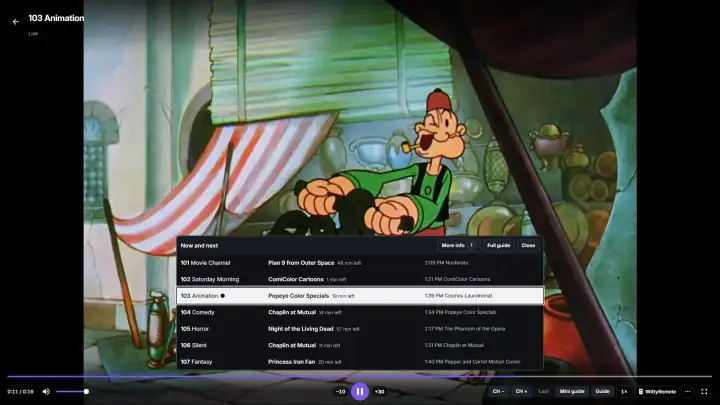 103 Animation
Live
Now and next More info i Full guide Close
101 Movie Channel Plan 9 from Outer Space 48 min left 2:08 PM Nosferatu
102 Saturday Morning ComiColor Cartoons 1 min left 1:21 PM ComiColor Cartoons
103 Animation Popeye Color Specials 19 min left 1:39 PM Cosmos Laundromat
104 Comedy Chaplin at Mutual 14 min left 1:34 PM Popeye Color Specials
105 Horror Night of the Living Dead 57 min left 2:17 PM The Phantom of the Opera
106 Silent Chaplin at Mutual 11 min left 1:31 PM Chaplin at Mutual
107 Fantasy Princess Iron Fan 20 min left 1:40 PM Pepper and Carrot Motion Comic
0:11 / 0:16 −10 +30 CH − CH + Last Mini guide Guide 1× WittyRemote